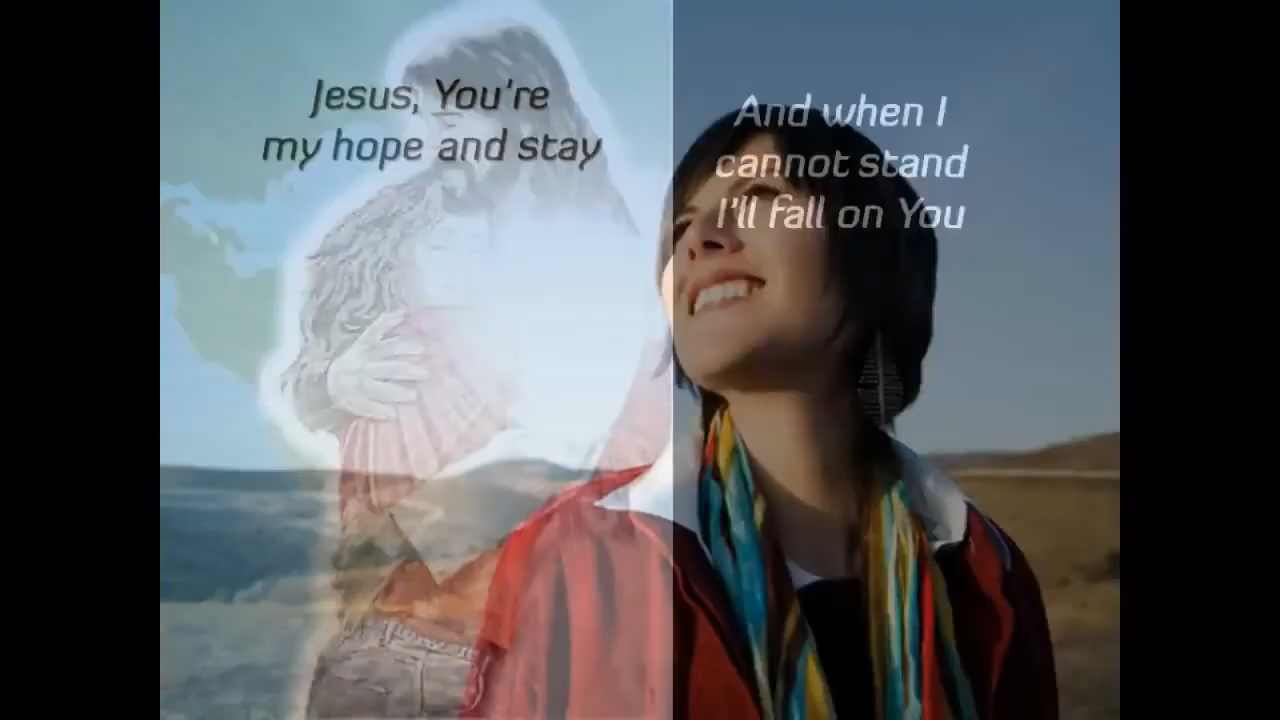 Jesus, You're
my hope and stay
And when I
cannot stand
I'll fall on You